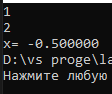 1
2
x= -0.500000
D:\vs proge\la
Нажмите любую